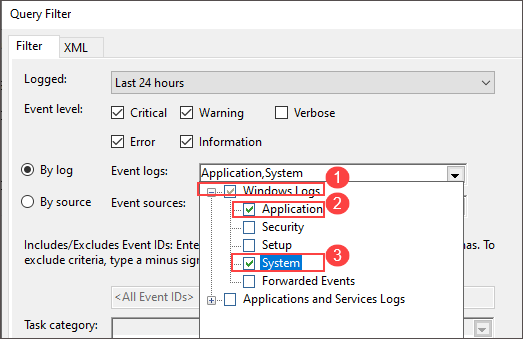 Query Filter
Filter XML
Logged: Last 24 hours
Event level: Critical Warning Verbose
Error Information
By log Event logs: Application,System
1
By source Event sources: Windows Logs
Application 2
Security
Setup
Includes/Excludes Event IDs: Ente mas. To
exclude criteria, type a minus sign System 3
Forwarded Events
<All Event IDs> Applications and Services Logs
Task category: